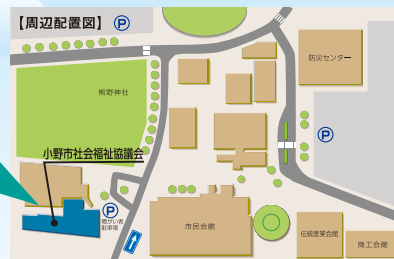 【周辺配置図】 P
防災センター
熊野神社
P
小野市社会福祉協議会
P
障がい者
駐車場
市民会館
伝統産業会館
商工会館